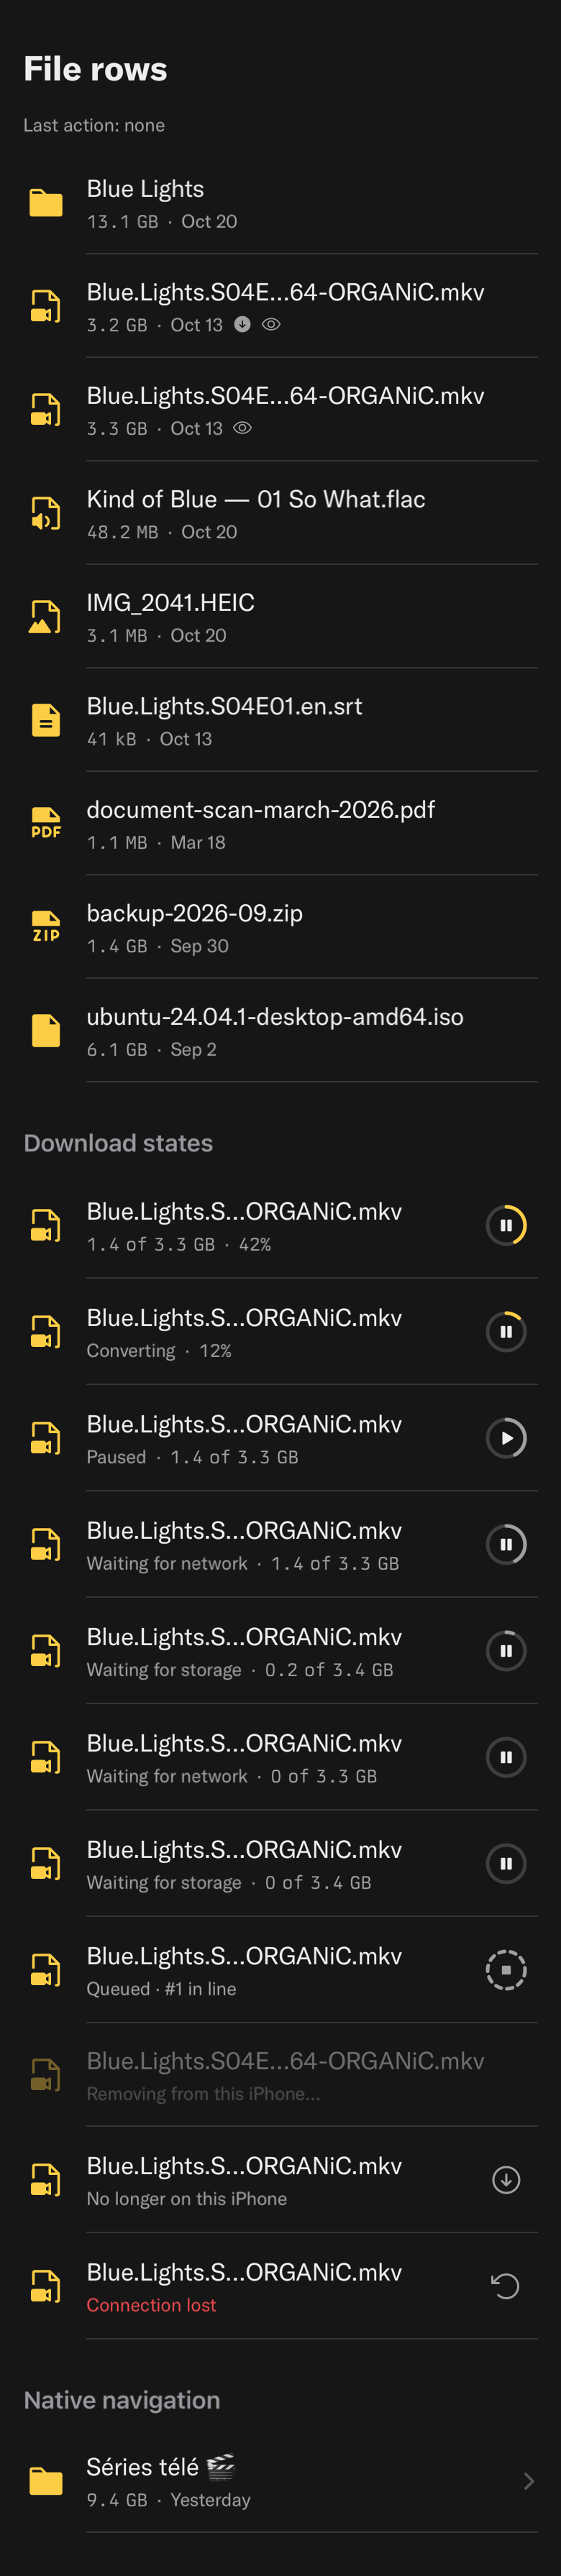 File rows
Last action: none
Blue Lights
13.1 GB · Oct 20
Blue.Lights.S04E...64-ORGANiC.mkv
3.2 GB · Oct 13
Blue.Lights.S04E...64-ORGANiC.mkv
3.3 GB · Oct 13
Kind of Blue — 01 So What.flac
48.2 MB · Oct 20
IMG_2041.HEIC
3.1 MB · Oct 20
Blue.Lights.S04E01.en.srt
41 kB · Oct 13
document-scan-march-2026.pdf
PDF
1.1 MB · Mar 18
backup-2026-09.zip
ZIP
1.4 GB · Sep 30
ubuntu-24.04.1-desktop-amd64.iso
6.1 GB · Sep 2
Download states
Blue.Lights.S...ORGANiC.mkv
1.4 of 3.3 GB · 42%
Blue.Lights.S...ORGANiC.mkv
Converting · 12%
Blue.Lights.S...ORGANiC.mkv
Paused · 1.4 of 3.3 GB
Blue.Lights.S...ORGANiC.mkv
Waiting for network · 1.4 of 3.3 GB
Blue.Lights.S...ORGANiC.mkv
Waiting for storage · 0.2 of 3.4 GB
Blue.Lights.S...ORGANiC.mkv
Waiting for network · 0 of 3.3 GB
Blue.Lights.S...ORGANiC.mkv
Waiting for storage · 0 of 3.4 GB
Blue.Lights.S...ORGANiC.mkv
Queued · #1 in line
Blue.Lights.S04E...64-ORGANiC.mkv
Removing from this iPhone...
Blue.Lights.S...ORGANiC.mkv
No longer on this iPhone
Blue.Lights.S...ORGANiC.mkv
Connection lost
Native navigation
Séries télé 🎬
9.4 GB · Yesterday